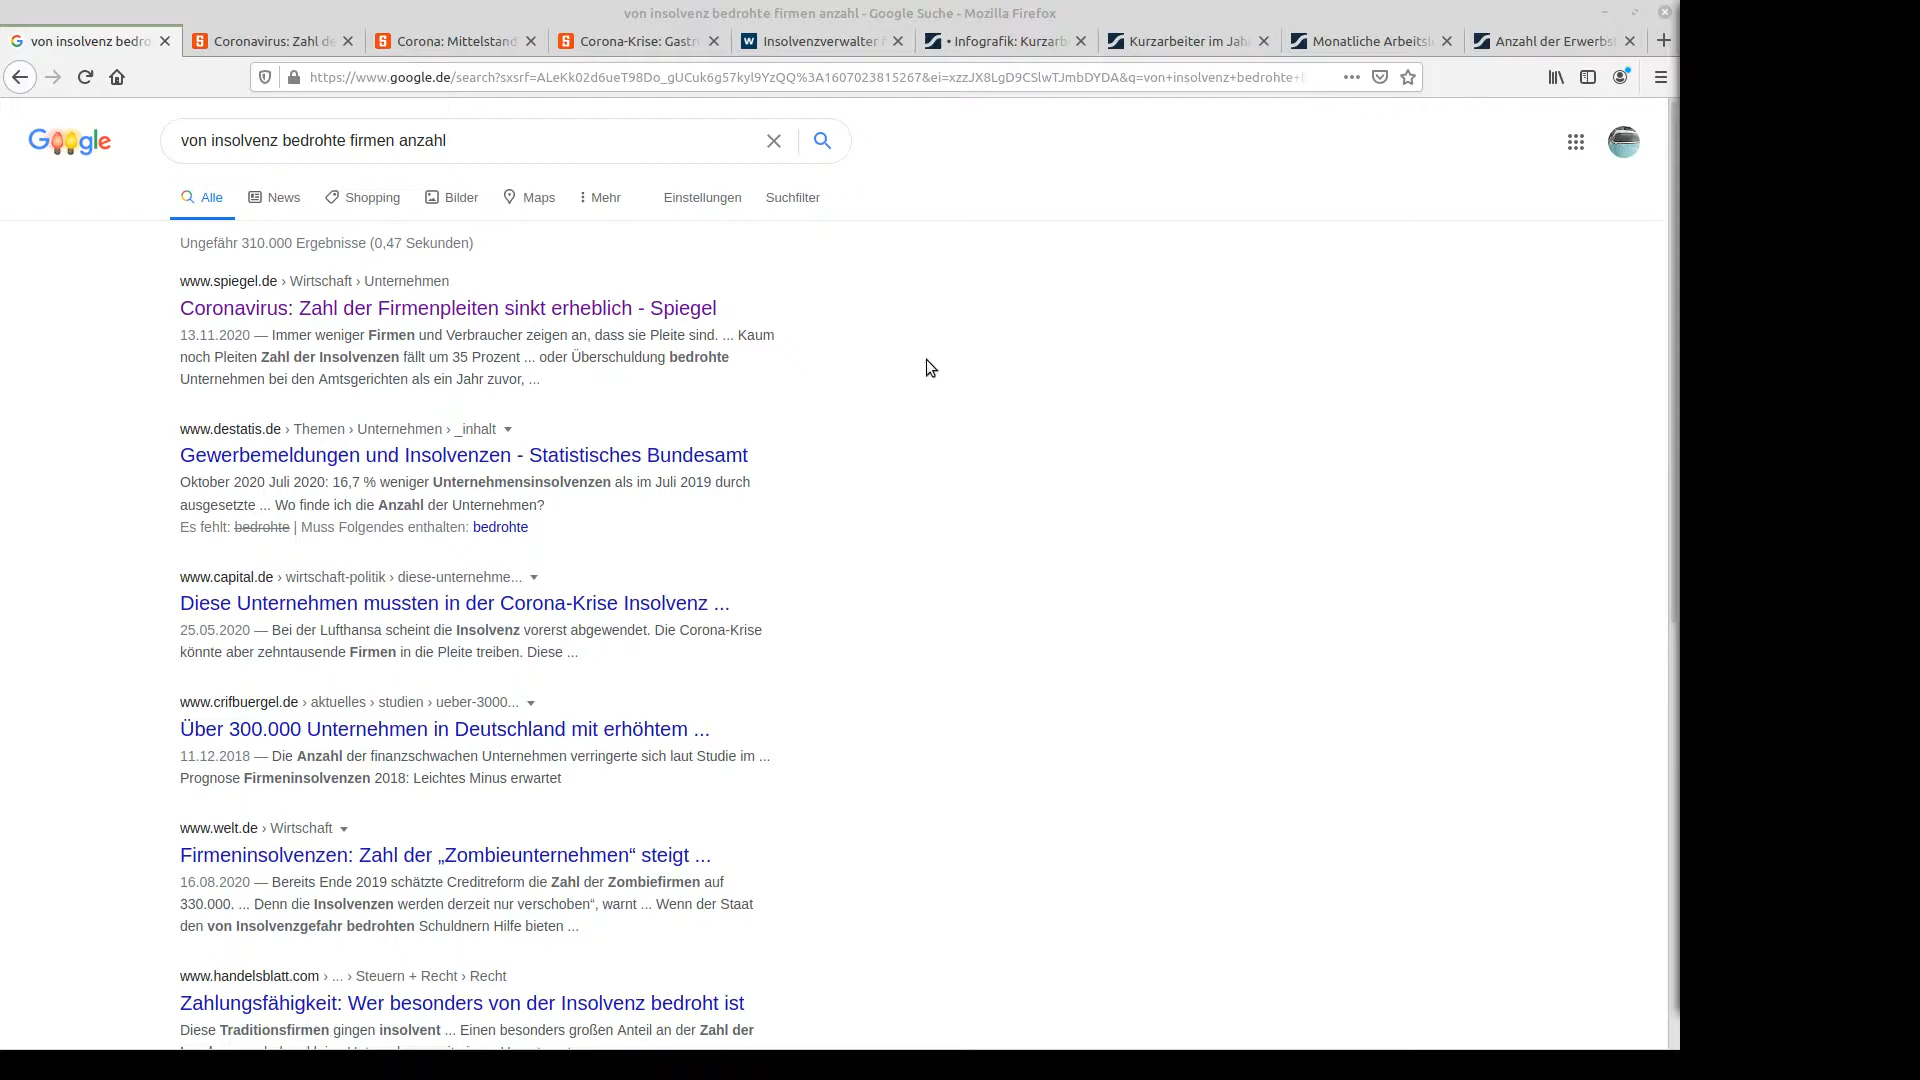 von insolvenz bedrohte firmen anzahl - Google Suche - Mozilla Firefox
von insolvenz bedro
Coronavirus: Zahl de
Corona: Mittelstand
Corona-Krise: Gastr
Insolvenzverwalter
• Infografik: Kurzarb
Kurzarbeiter im Jah
Monatliche Arbeitsl
Anzahl der Erwerbs
https://www.google.de/search?sxsrf=ALeKk02d6ueT98Do_gUCuk6g57kyl9YzQQ%3A1607023815267&ei=xzzJX8LgD9CSlwTJmbDYDA&q=von+insolvenz+bedrohte+
Google
von insolvenz bedrohte firmen anzahl
Alle
News
Shopping
Bilder
Maps
Mehr
Einstellungen
Suchfilter
Ungefähr 310.000 Ergebnisse (0,47 Sekunden)
www.spiegel.de › Wirtschaft › Unternehmen
Coronavirus: Zahl der Firmenpleiten sinkt erheblich - Spiegel
13.11.2020 — Immer weniger Firmen und Verbraucher zeigen an, dass sie Pleite sind. ... Kaum
noch Pleiten Zahl der Insolvenzen fällt um 35 Prozent ... oder Überschuldung bedrohte
Unternehmen bei den Amtsgerichten als ein Jahr zuvor, ...
www.destatis.de › Themen › Unternehmen › _inhalt
Gewerbemeldungen und Insolvenzen - Statistisches Bundesamt
Oktober 2020 Juli 2020: 16,7 % weniger Unternehmensinsolvenzen als im Juli 2019 durch
ausgesetzte ... Wo finde ich die Anzahl der Unternehmen?
Es fehlt: bedrohte | Muss Folgendes enthalten: bedrohte
www.capital.de › wirtschaft-politik › diese-unternehme...
Diese Unternehmen mussten in der Corona-Krise Insolvenz ...
25.05.2020 — Bei der Lufthansa scheint die Insolvenz vorerst abgewendet. Die Corona-Krise
könnte aber zehntausende Firmen in die Pleite treiben. Diese ...
www.crifbuergel.de › aktuelles › studien › ueber-3000...
Über 300.000 Unternehmen in Deutschland mit erhöhtem ...
11.12.2018 — Die Anzahl der finanzschwachen Unternehmen verringerte sich laut Studie im ...
Prognose Firmeninsolvenzen 2018: Leichtes Minus erwartet
www.welt.de › Wirtschaft
Firmeninsolvenzen: Zahl der „Zombieunternehmen“ steigt ...
16.08.2020 — Bereits Ende 2019 schätzte Creditreform die Zahl der Zombiefirmen auf
330.000. ... Denn die Insolvenzen werden derzeit nur verschoben“, warnt ... Wenn der Staat
den von Insolvenzgefahr bedrohten Schuldnern Hilfe bieten ...
www.handelsblatt.com › ... › Steuern + Recht › Recht
Zahlungsfähigkeit: Wer besonders von der Insolvenz bedroht ist
Diese Traditionsfirmen gingen insolvent ... Einen besonders großen Anteil an der Zahl der